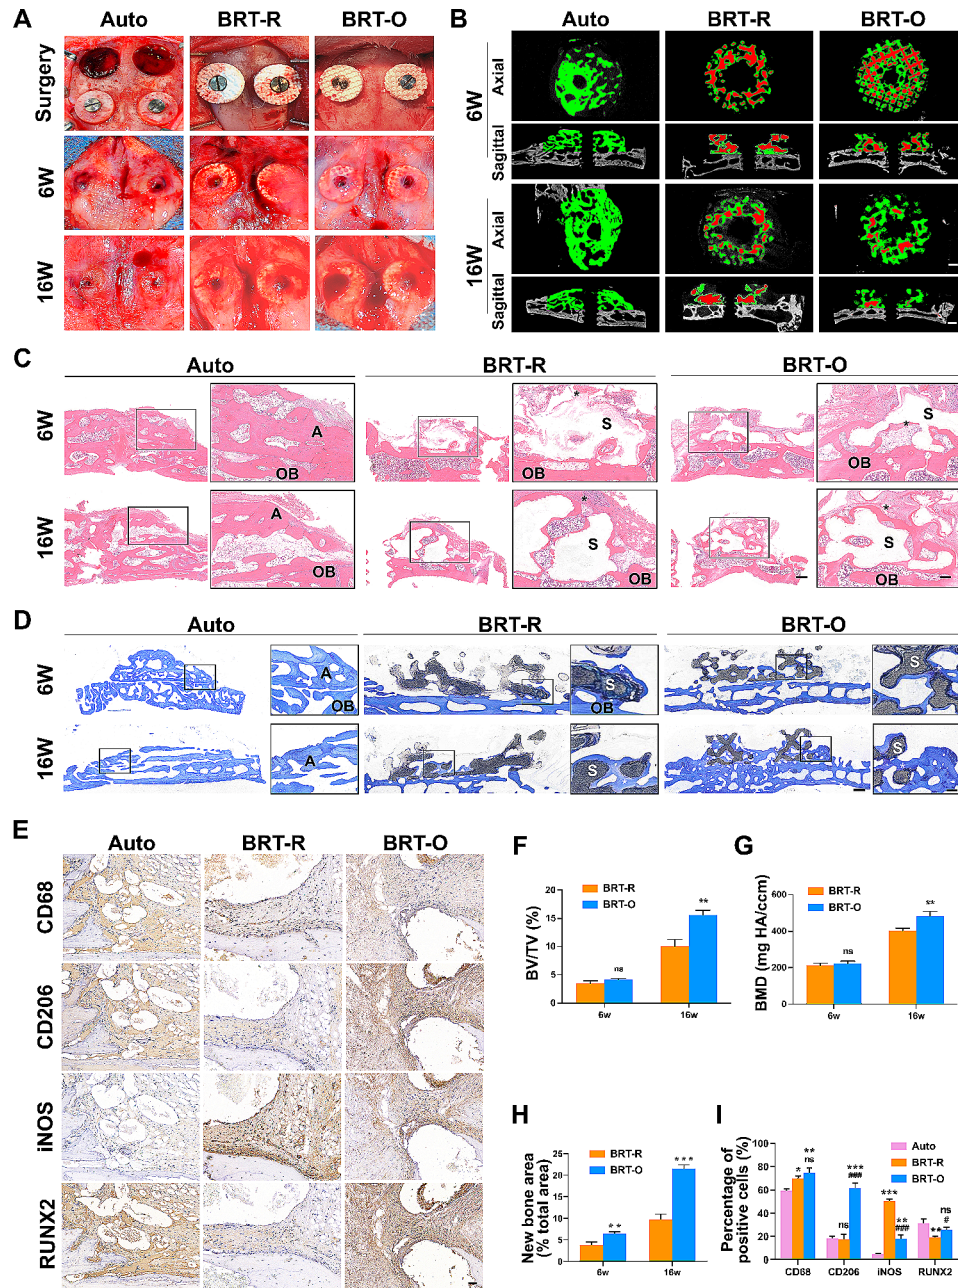 A
Auto
BRT-R
BRT-O
Surgery
6W
16W
B
Auto
BRT-R
BRT-O
6W
Axial
Sagittal
16W
Axial
Sagittal
C
Auto
BRT-R
BRT-O
6W
A
OB
*
S
S
*
OB
16W
A
OB
*
S
OB
*
S
OB
D
Auto
BRT-R
BRT-O
6W
A
OB
S
OB
S
16W
A
S
S
E
Auto
BRT-R
BRT-O
CD68
CD206
iNOS
RUNX2
F
BRT-R
BRT-O
BV/TV (%)
20
15
10
5
0
ns
**
6w
16w
G
BRT-R
BRT-O
BMD (mg HA/ccm)
600
400
200
0
ns
**
6w
16w
H
BRT-R
BRT-O
New bone area
(% total area)
25
20
15
10
5
0
**
***
6w
16w
I
Auto
BRT-R
BRT-O
Percentage of
positive cells (%)
100
80
60
40
20
0
*
**
ns
ns
***
###
***
**
###
**
ns
#
CD68
CD206
iNOS
RUNX2